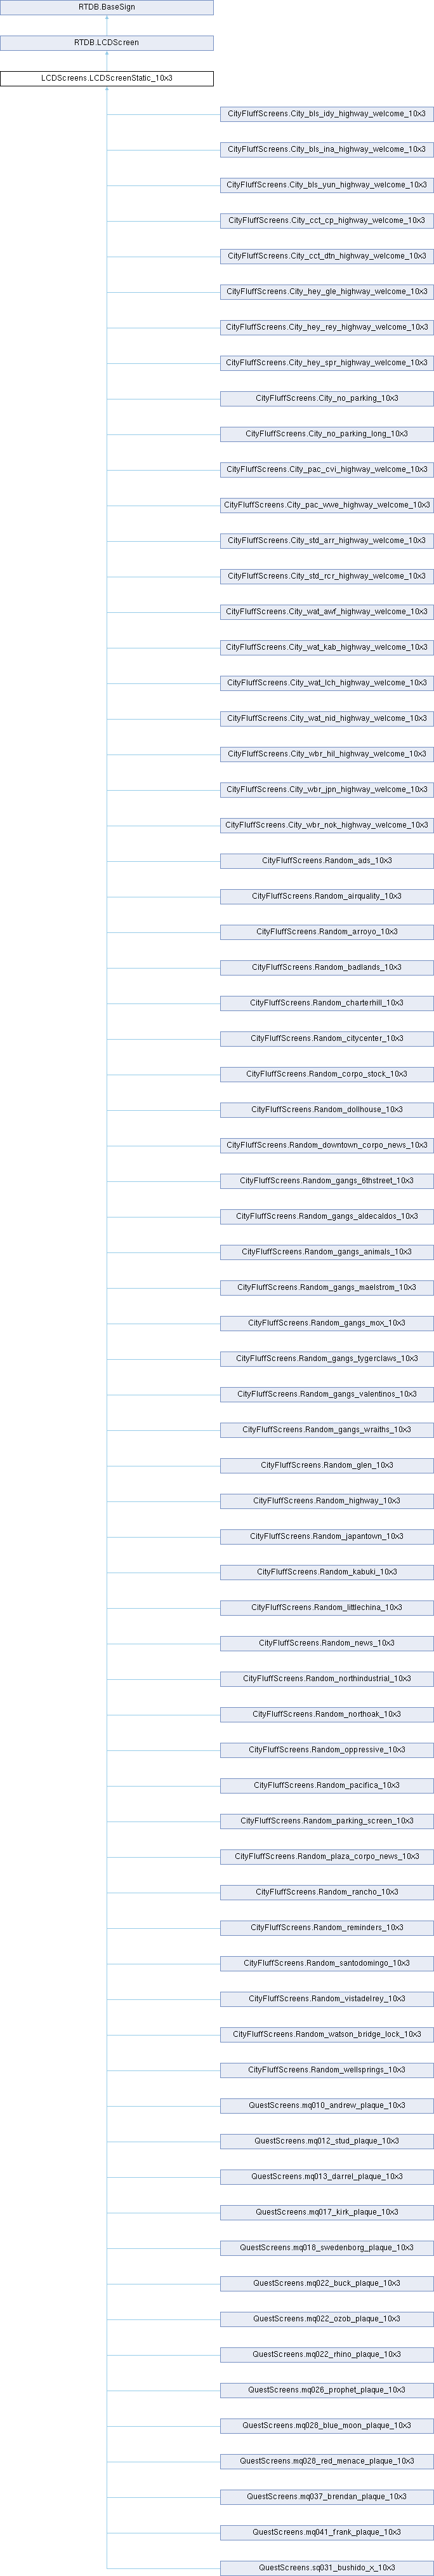 RTDB.BaseSign
RTDB.LCDScreen
LCDScreens.LCDScreenStatic_10x3
CityFluffScreens.City_bls_idy_highway_welcome_10x3
CityFluffScreens.City_bls_ina_highway_welcome_10x3
CityFluffScreens.City_bls_yun_highway_welcome_10x3
CityFluffScreens.City_cct_cp_highway_welcome_10x3
CityFluffScreens.City_cct_dtn_highway_welcome_10x3
CityFluffScreens.City_hey_gle_highway_welcome_10x3
CityFluffScreens.City_hey_rey_highway_welcome_10x3
CityFluffScreens.City_hey_spr_highway_welcome_10x3
CityFluffScreens.City_no_parking_10x3
CityFluffScreens.City_no_parking_long_10x3
CityFluffScreens.City_pac_cvi_highway_welcome_10x3
CityFluffScreens.City_pac_wwe_highway_welcome_10x3
CityFluffScreens.City_std_arr_highway_welcome_10x3
CityFluffScreens.City_std_rcr_highway_welcome_10x3
CityFluffScreens.City_wat_awf_highway_welcome_10x3
CityFluffScreens.City_wat_kab_highway_welcome_10x3
CityFluffScreens.City_wat_lch_highway_welcome_10x3
CityFluffScreens.City_wat_nid_highway_welcome_10x3
CityFluffScreens.City_wbr_hil_highway_welcome_10x3
CityFluffScreens.City_wbr_jpn_highway_welcome_10x3
CityFluffScreens.City_wbr_nok_highway_welcome_10x3
CityFluffScreens.Random_ads_10x3
CityFluffScreens.Random_airquality_10x3
CityFluffScreens.Random_arroyo_10x3
CityFluffScreens.Random_badlands_10x3
CityFluffScreens.Random_charterhill_10x3
CityFluffScreens.Random_citycenter_10x3
CityFluffScreens.Random_corpo_stock_10x3
CityFluffScreens.Random_dollhouse_10x3
CityFluffScreens.Random_downtown_corpo_news_10x3
CityFluffScreens.Random_gangs_6thstreet_10x3
CityFluffScreens.Random_gangs_aldecaldos_10x3
CityFluffScreens.Random_gangs_animals_10x3
CityFluffScreens.Random_gangs_maelstrom_10x3
CityFluffScreens.Random_gangs_mox_10x3
CityFluffScreens.Random_gangs_tygerclaws_10x3
CityFluffScreens.Random_gangs_valentinos_10x3
CityFluffScreens.Random_gangs_wraiths_10x3
CityFluffScreens.Random_glen_10x3
CityFluffScreens.Random_highway_10x3
CityFluffScreens.Random_japantown_10x3
CityFluffScreens.Random_kabuki_10x3
CityFluffScreens.Random_littlechina_10x3
CityFluffScreens.Random_news_10x3
CityFluffScreens.Random_northindustrial_10x3
CityFluffScreens.Random_northoak_10x3
CityFluffScreens.Random_oppressive_10x3
CityFluffScreens.Random_pacifica_10x3
CityFluffScreens.Random_parking_screen_10x3
CityFluffScreens.Random_plaza_corpo_news_10x3
CityFluffScreens.Random_rancho_10x3
CityFluffScreens.Random_reminders_10x3
CityFluffScreens.Random_santodomingo_10x3
CityFluffScreens.Random_vistadelrey_10x3
CityFluffScreens.Random_watson_bridge_lock_10x3
CityFluffScreens.Random_wellsprings_10x3
QuestScreens.mq010_andrew_plaque_10x3
QuestScreens.mq012_stud_plaque_10x3
QuestScreens.mq013_darrel_plaque_10x3
QuestScreens.mq017_kirk_plaque_10x3
QuestScreens.mq018_swedenborg_plaque_10x3
QuestScreens.mq022_buck_plaque_10x3
QuestScreens.mq022_ozob_plaque_10x3
QuestScreens.mq022_rhino_plaque_10x3
QuestScreens.mq026_prophet_plaque_10x3
QuestScreens.mq028_blue_moon_plaque_10x3
QuestScreens.mq028_red_menace_plaque_10x3
QuestScreens.mq037_brendan_plaque_10x3
QuestScreens.mq041_frank_plaque_10x3
QuestScreens.sq031_bushido_x_10x3